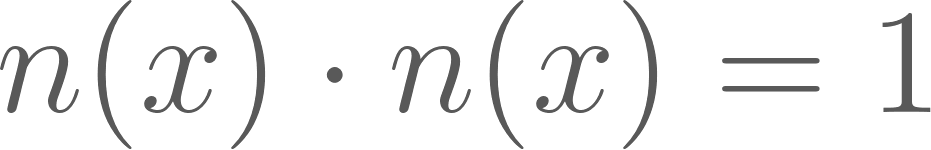 n(x) · n(x) = 1